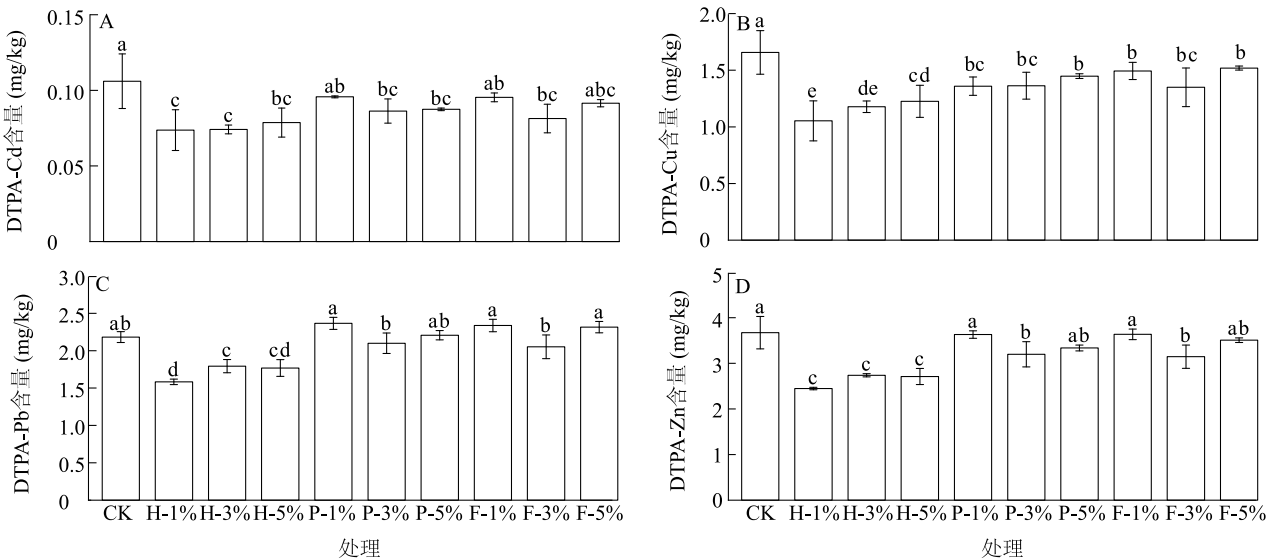 A
DTPA-Cd含量 (mg/kg)
0.15
0.10
0.05
0
a
c
c
bc
ab
bc
bc
ab
bc
abc
B
DTPA-Cu含量 (mg/kg)
2.0
1.5
1.0
0.5
0
a
e
de
cd
bc
bc
b
b
bc
b
C
DTPA-Pb含量 (mg/kg)
3.0
2.5
2.0
1.5
1.0
0.5
0
ab
d
c
cd
a
b
ab
a
b
a
CK H-1% H-3% H-5% P-1% P-3% P-5% F-1% F-3% F-5%
处理
D
DTPA-Zn含量 (mg/kg)
5
4
3
2
1
0
a
c
c
c
a
b
ab
a
b
ab
CK H-1% H-3% H-5% P-1% P-3% P-5% F-1% F-3% F-5%
处理